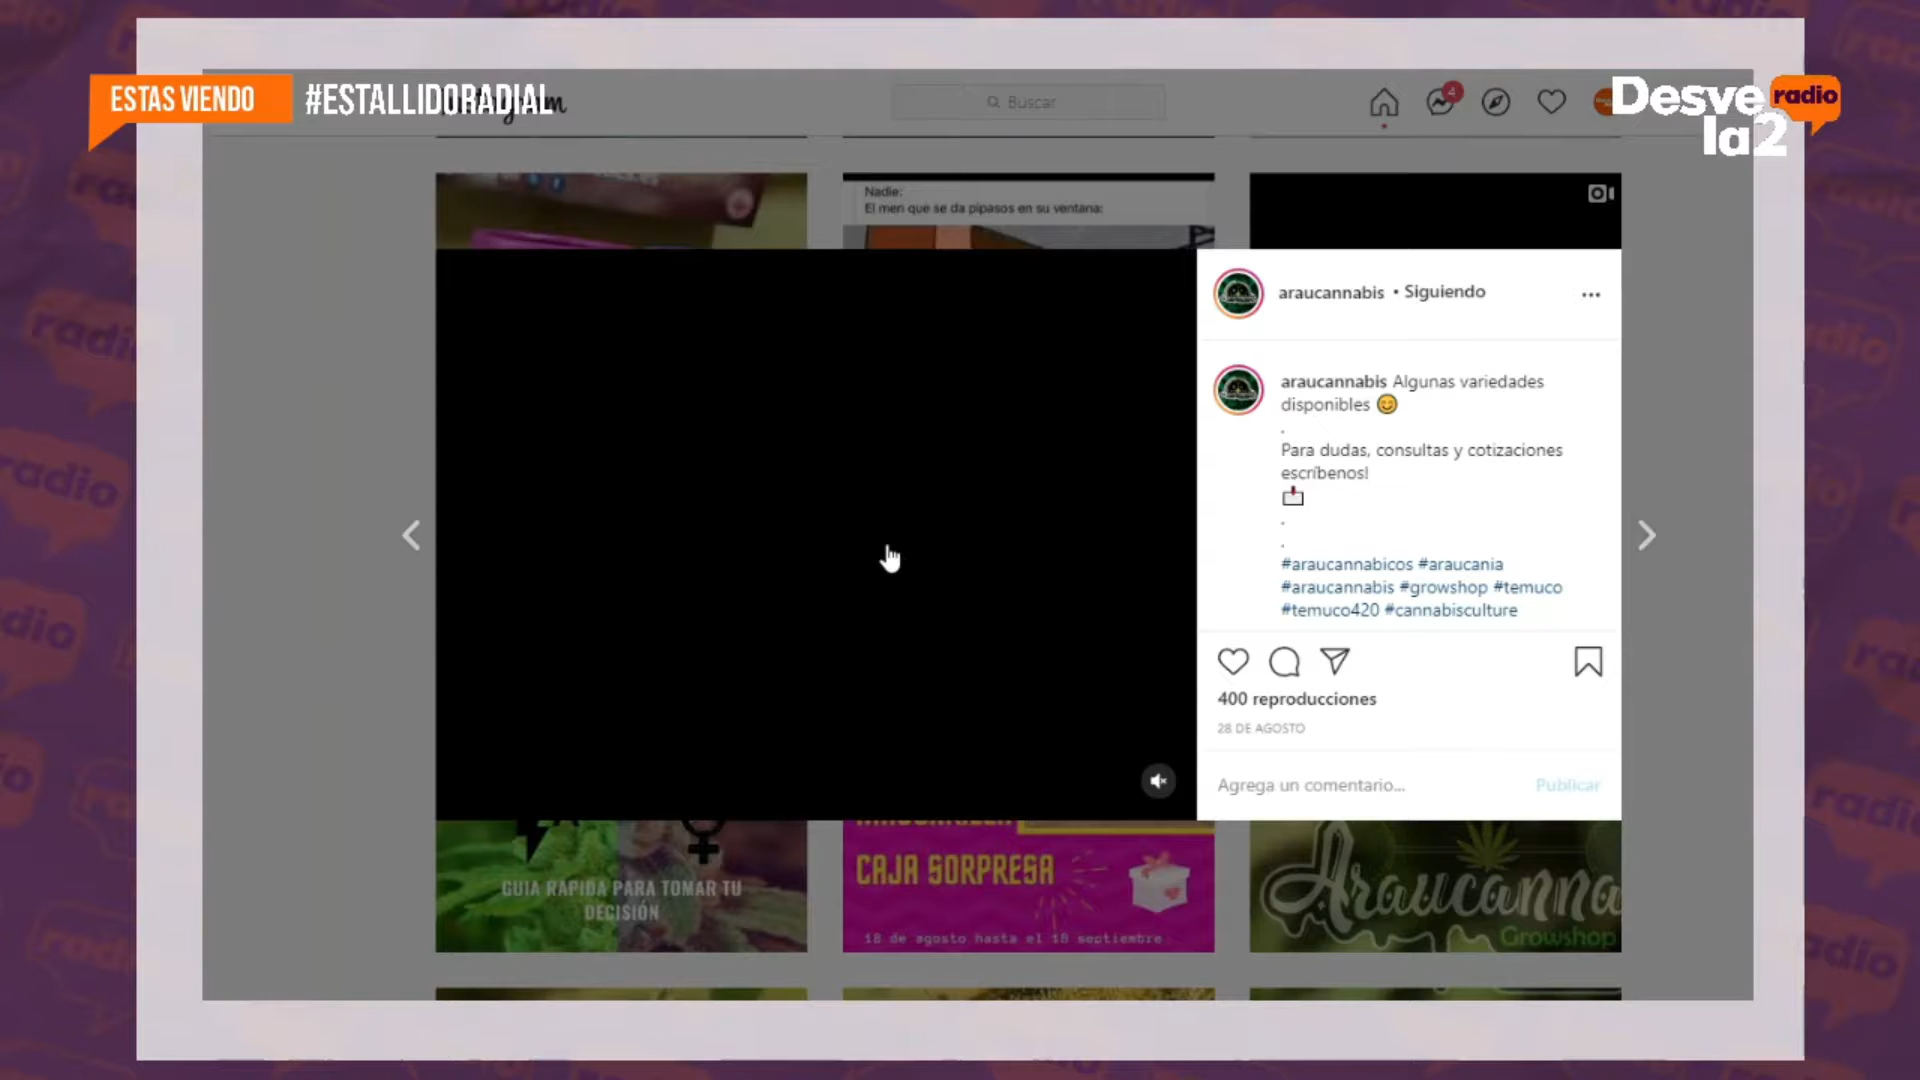 ESTAS VIENDO
#ESTALLIDORADIAL
Buscar
4
Desve
la2
radio
Nadie:
El men que se da pipasos en su ventana:
araucannabis • Siguiendo
araucannabis Algunas variedades
disponibles 😊
.
Para dudas, consultas y cotizaciones
escríbenos!
📩
.
.
#araucannabicos #araucania
#araucannabis #growshop #temuco
#temuco420 #cannabisculture
400 reproducciones
28 DE AGOSTO
Agrega un comentario...
Publicar
GUIA RAPIDA PARA TOMAR TU
DECISIÓN
CAJA SORPRESA
18 de agosto hasta el 18 septiembre
Araucanna
Growshop